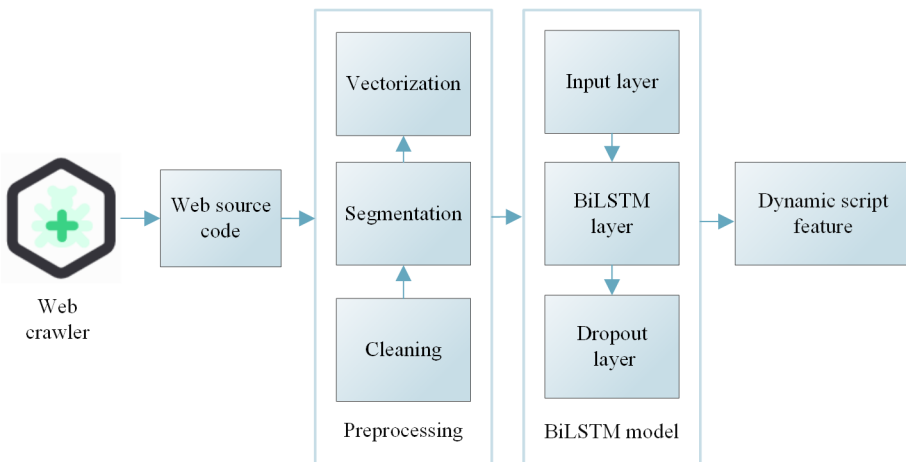 Web
crawler
Web source
code
Vectorization
Segmentation
Cleaning
Preprocessing
Input layer
BiLSTM
layer
Dropout
layer
BiLSTM model
Dynamic script
feature